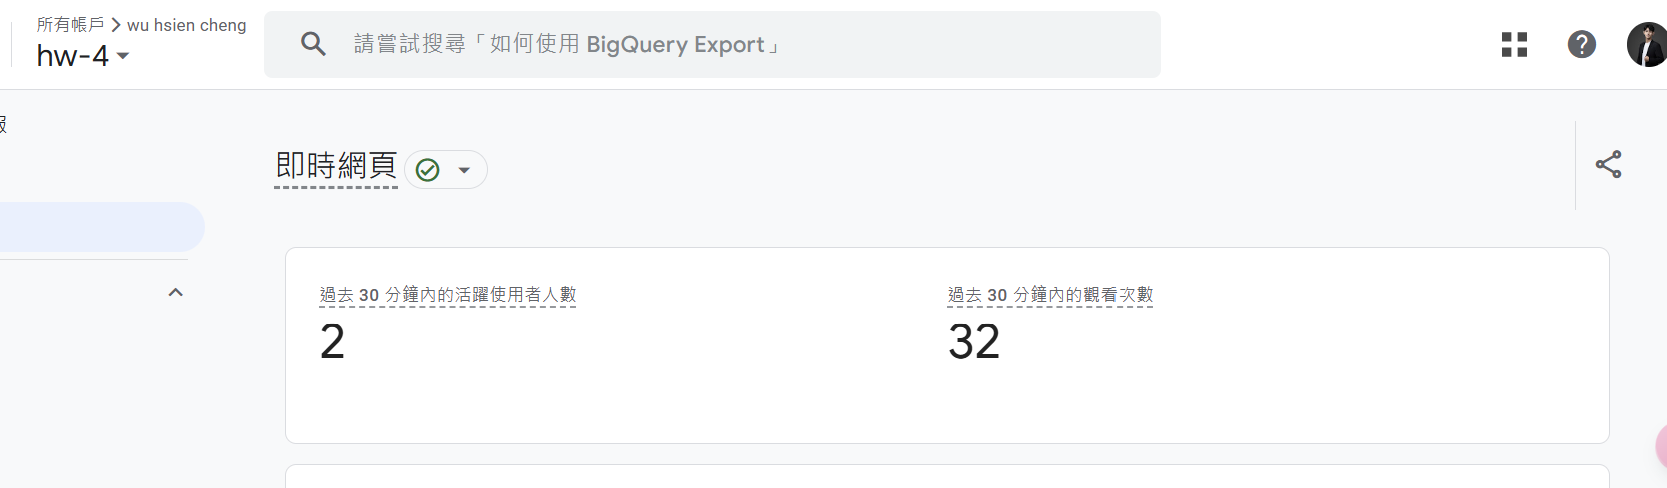 所有帳戶 > wu hsien cheng
hw-4
請嘗試搜尋「如何使用 BigQuery Export」
報
即時網頁
過去 30 分鐘內的活躍使用者人數
2
過去 30 分鐘內的觀看次數
32